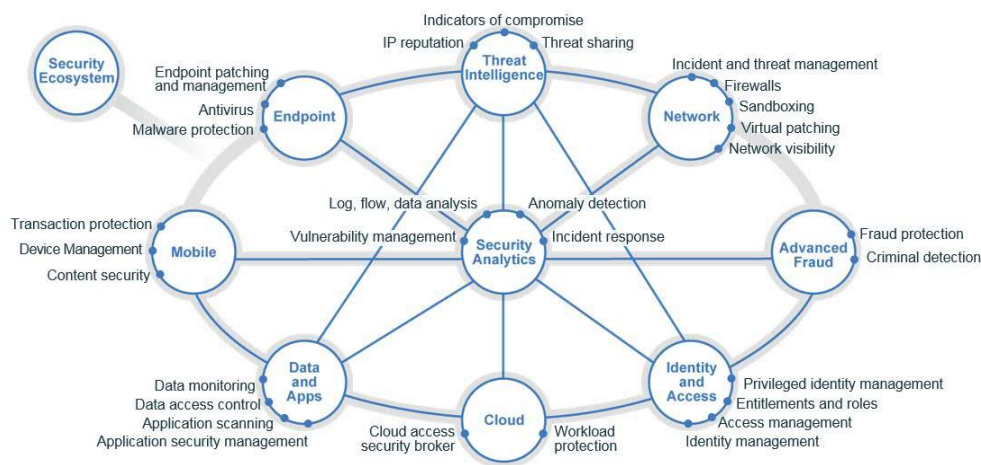 Indicators of compromise
IP reputation
Threat sharing
Security
Ecosystem
Threat
Intelligence
Endpoint patching
and management
Antivirus
Malware protection
Endpoint
Incident and threat management
Firewalls
Sandboxing
Virtual patching
Network visibility
Network
Log, flow, data analysis
Anomaly detection
Vulnerability management
Incident response
Security
Analytics
Transaction protection
Device Management
Content security
Mobile
Advanced
Fraud
Fraud protection
Criminal detection
Data and
Apps
Data monitoring
Data access control
Application scanning
Application security management
Cloud
Cloud access
security broker
Workload
protection
Identity and
Access
Privileged identity management
Entitlements and roles
Access management
Identity management